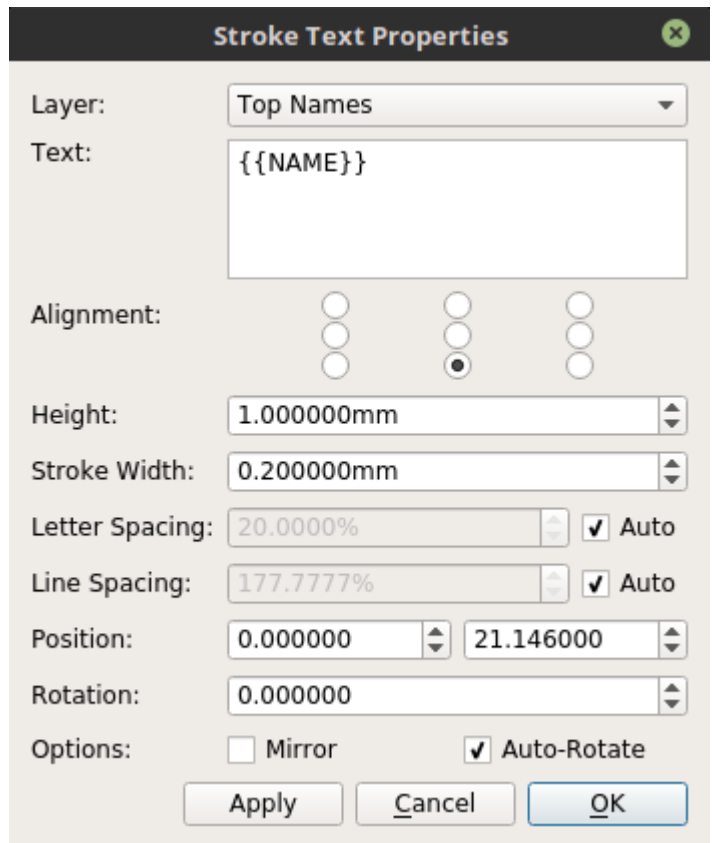 Stroke Text Properties
Layer: Top Names
Text: {{NAME}}
Alignment:
Height: 1.000000mm
Stroke Width: 0.200000mm
Letter Spacing: 20.0000% Auto
Line Spacing: 177.7777% Auto
Position: 0.000000 21.146000
Rotation: 0.000000
Options: Mirror Auto-Rotate
Apply Cancel OK